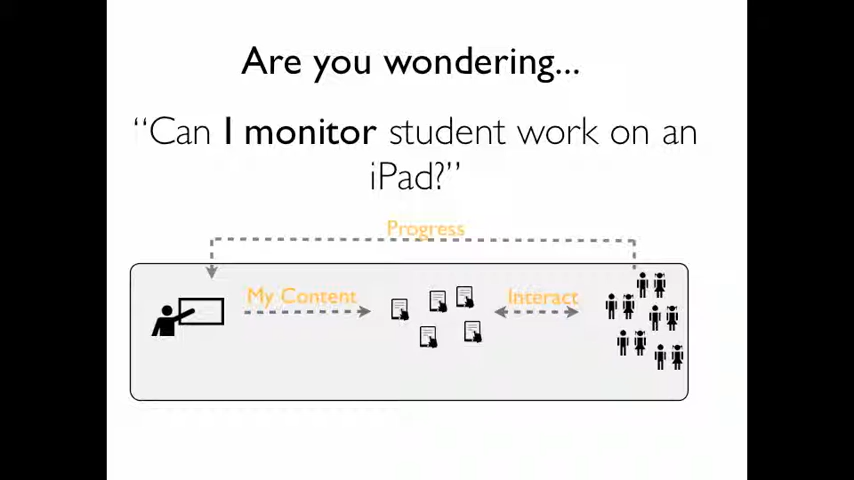 Are you wondering...
“Can I monitor student work on an
iPad?”
Progress
My Content
Interact